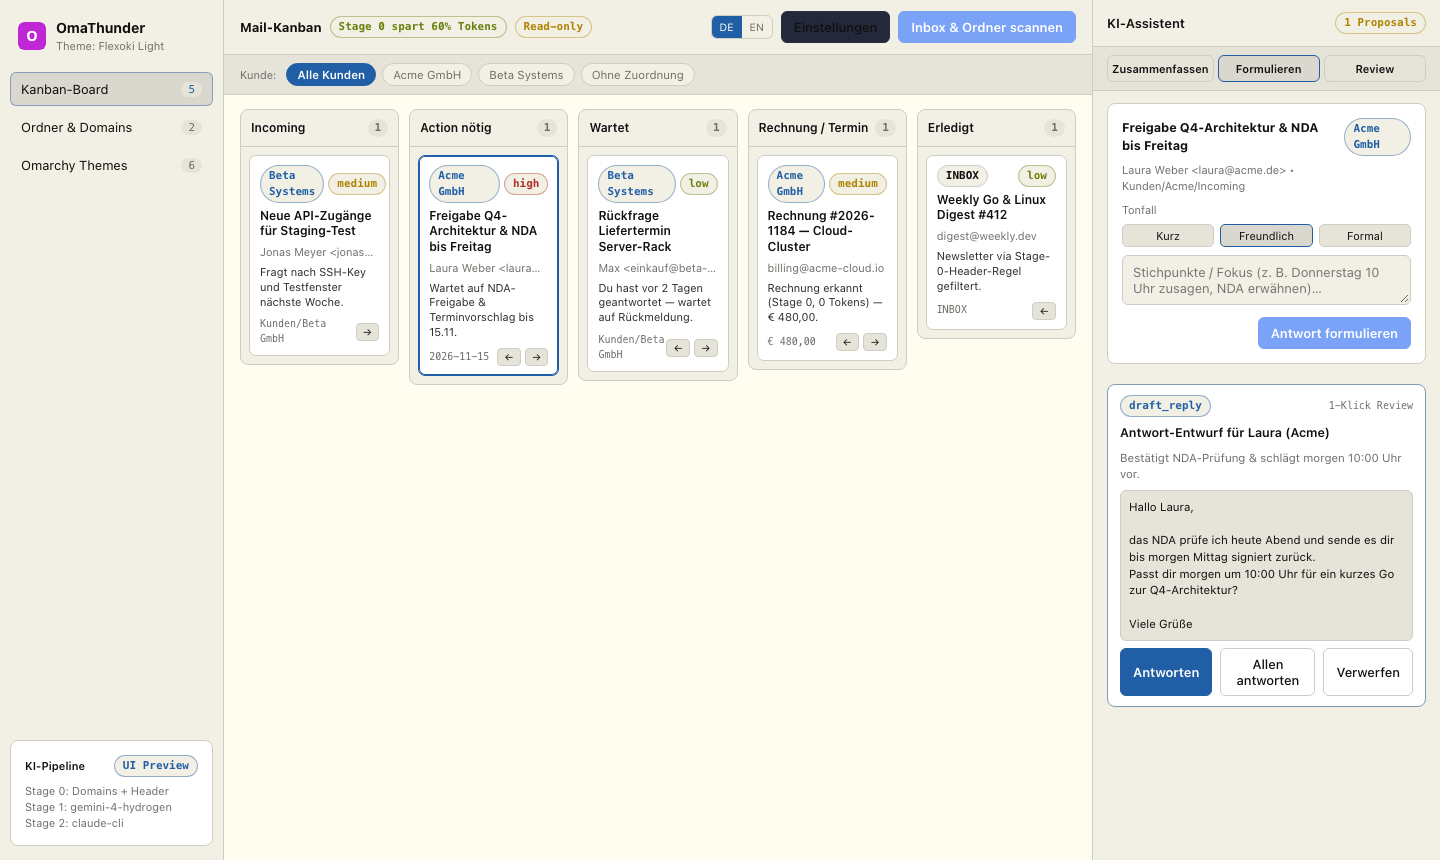 O
OmaThunder
Theme: Flexoki Light
Kanban-Board
5
Ordner & Domains
2
Omarchy Themes
6
KI-Pipeline
UI Preview
Stage 0: Domains + Header
Stage 1: gemini-4-hydrogen
Stage 2: claude-cli
Mail-Kanban
Stage 0 spart 60% Tokens
Read-only
DE
EN
Einstellungen
Inbox & Ordner scannen
Kunde:
Alle Kunden
Acme GmbH
Beta Systems
Ohne Zuordnung
Incoming
1
Beta
Systems
medium
Neue API-Zugänge
für Staging-Test
Jonas Meyer <jonas...
Fragt nach SSH-Key
und Testfenster
nächste Woche.
Kunden/Beta
GmbH
→
Action nötig
1
Acme
GmbH
high
Freigabe Q4-
Architektur & NDA
bis Freitag
Laura Weber <laura...
Wartet auf NDA-
Freigabe &
Terminvorschlag bis
15.11.
2026-11-15
←
→
Wartet
1
Beta
Systems
low
Rückfrage
Liefertermin
Server-Rack
Max <einkauf@beta-...
Du hast vor 2 Tagen
geantwortet — wartet
auf Rückmeldung.
Kunden/Beta
GmbH
←
→
Rechnung / Termin
1
Acme
GmbH
medium
Rechnung #2026-
1184 — Cloud-
Cluster
billing@acme-cloud.io
Rechnung erkannt
(Stage 0, 0 Tokens) —
€ 480,00.
€ 480,00
←
→
Erledigt
1
INBOX
low
Weekly Go & Linux
Digest #412
digest@weekly.dev
Newsletter via Stage-
0-Header-Regel
gefiltert.
INBOX
←
KI-Assistent
1 Proposals
Zusammenfassen
Formulieren
Review
Freigabe Q4-Architektur & NDA
bis Freitag
Acme
GmbH
Laura Weber <laura@acme.de> •
Kunden/Acme/Incoming
Tonfall
Kurz
Freundlich
Formal
Stichpunkte / Fokus (z. B. Donnerstag 10
Uhr zusagen, NDA erwähnen)…
Antwort formulieren
draft_reply
1-Klick Review
Antwort-Entwurf für Laura (Acme)
Bestätigt NDA-Prüfung & schlägt morgen 10:00 Uhr
vor.
Hallo Laura,
das NDA prüfe ich heute Abend und sende es dir
bis morgen Mittag signiert zurück.
Passt dir morgen um 10:00 Uhr für ein kurzes Go
zur Q4-Architektur?
Viele Grüße
Antworten
Allen
antworten
Verwerfen